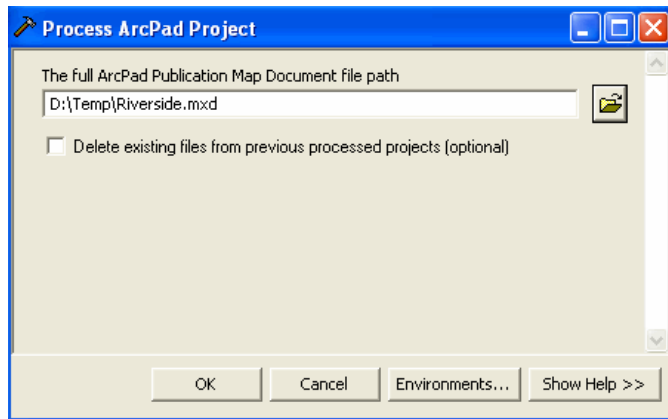 Process ArcPad Project
The full ArcPad Publication Map Document file path
D:\Temp\Riverside.mxd
Delete existing files from previous processed projects (optional)
OK Cancel Environments... Show Help >>